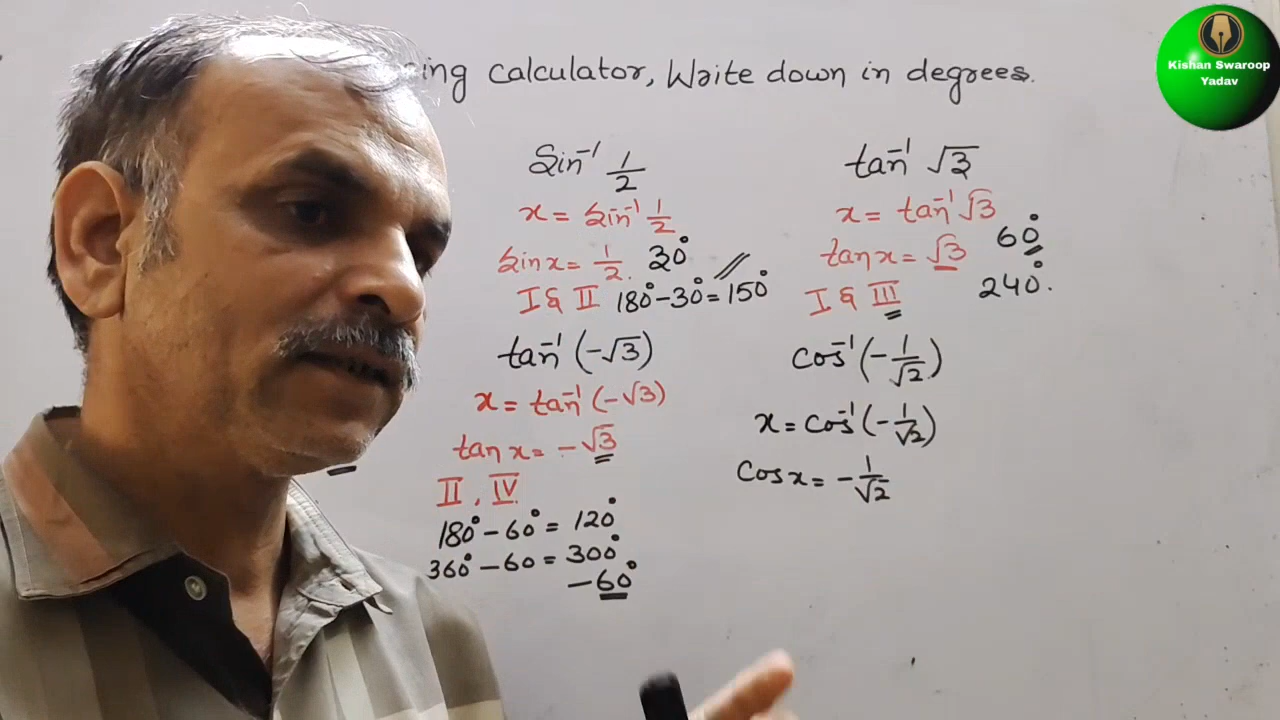 calculator, Write down in degrees.
Sin⁻¹ 1/2
x = Sin⁻¹ 1/2
Sin x = 1/2. 30°
I & II 180° − 30° = 150°
tan⁻¹ (−√3)
x = tan⁻¹ (−√3)
tan x = −√3
II, IV
180° − 60° = 120°
360° − 60 = 300°
−60°
tan⁻¹ √3
x = tan⁻¹ √3
tan x = √3 60°
I & III 240°.
Cos⁻¹ (−1/√2)
x = Cos⁻¹ (−1/√2)
Cos x = −1/√2
Kishan Swaroop
Yadav